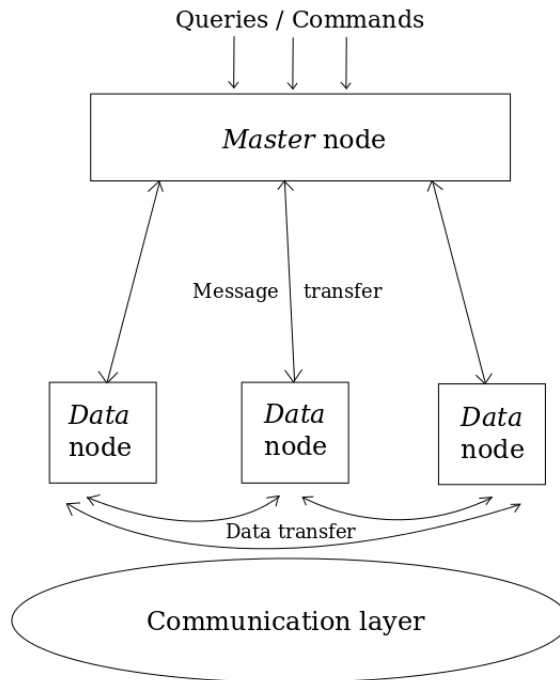 Queries / Commands
Master node
Message transfer
Data
node
Data
node
Data
node
Data transfer
Communication layer